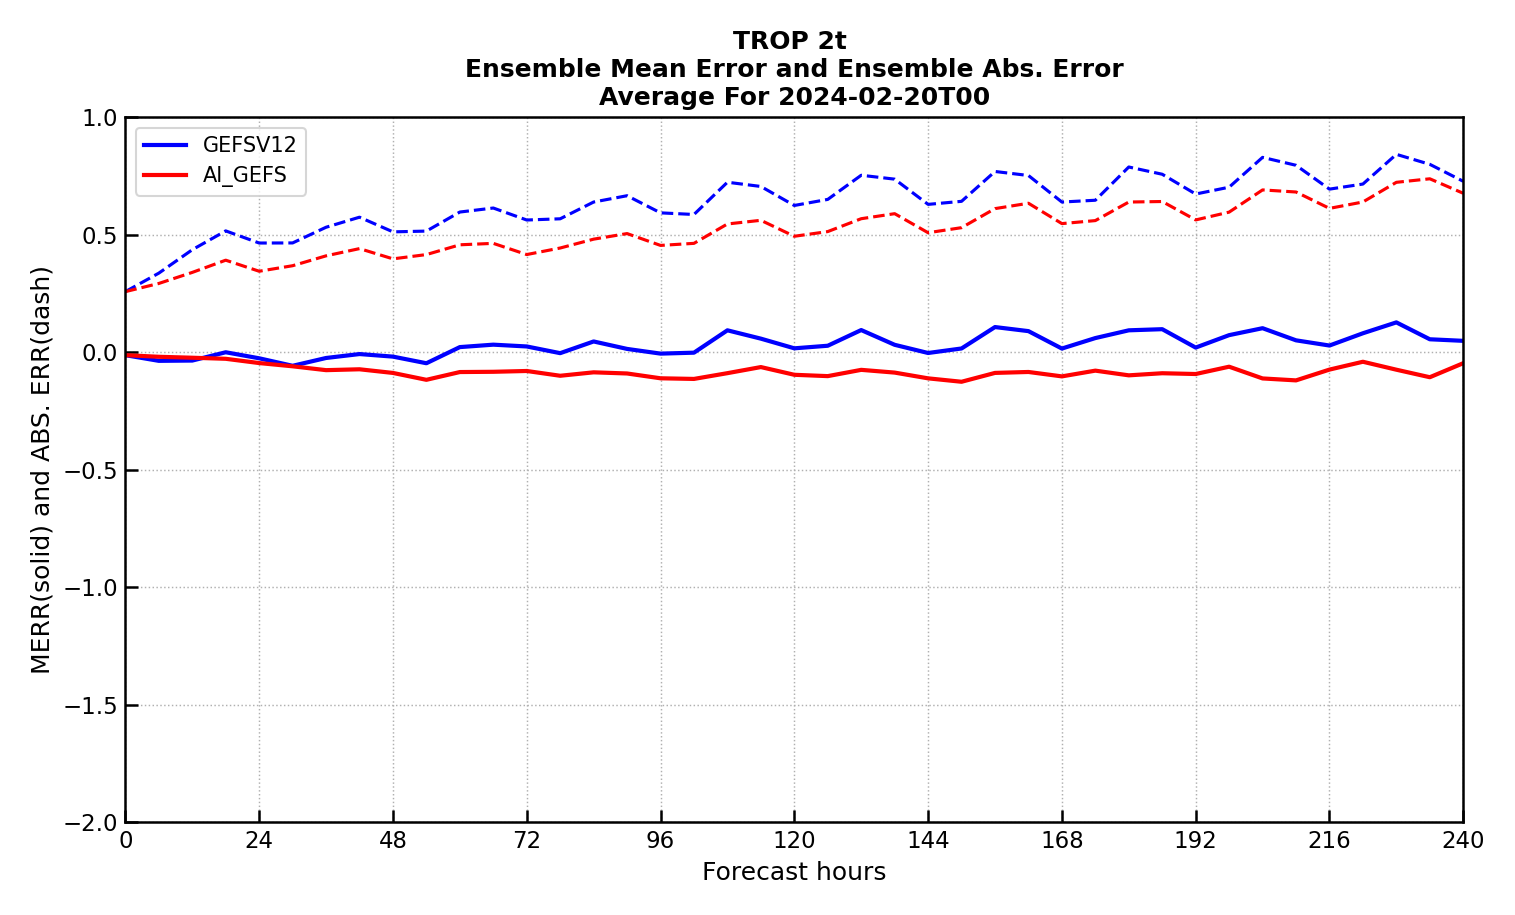 TROP 2t
Ensemble Mean Error and Ensemble Abs. Error
Average For 2024-02-20T00
GEFSV12
AI_GEFS
MERR(solid) and ABS. ERR(dash)
1.0
0.5
0.0
−0.5
−1.0
−1.5
−2.0
0 24 48 72 96 120 144 168 192 216 240
Forecast hours